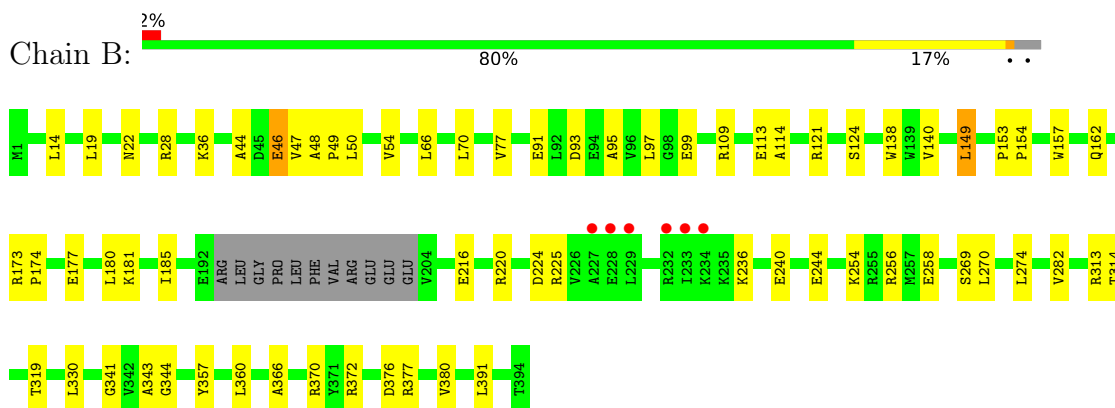 2%
Chain B:
80% 17% • •
M1 L14 L19 N22 R28 K36 A44 D45 E46 V47 A48 P49 L50 V54 L66 L70 V77 E91 L92 D93 E94 A95 V96 L97 G98 E99 R109 E113 A114 R121 S124 W138 W139 V140 L149 P153 P154 W157 Q162
R173 P174 E177 L180 K181 I185 E192 ARG LEU GLY PRO LEU PHE VAL ARG GLU GLU GLU V204 E216 R220 D224 R225 V226 A227 E228 L229 R232 I233 K234 K235 K236 E240 E244 K254 R255 R256 M257 E258 S269 L270 L274 V282 R313 T314
T319 L330 G341 V342 A343 G344 Y357 L360 A366 R370 Y371 R372 D376 R377 V380 L391 T394